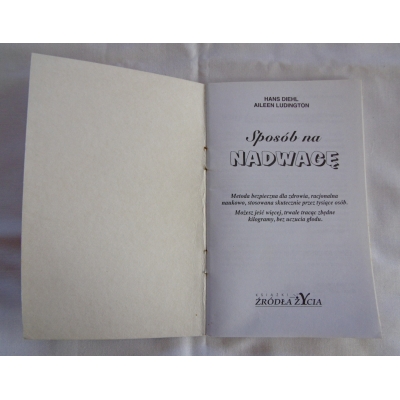 HANS DIEHL
AILEEN LUDINGTON
Sposób na
NADWAGĘ
Metoda bezpieczna dla zdrowia, racjonalna
naukowo, stosowana skutecznie przez tysiące osób.
Możesz jeść więcej, trwale tracąc zbędne
kilogramy, bez uczucia głodu.
KSIĄŻKI
ŹRÓDŁA ŻYCIA